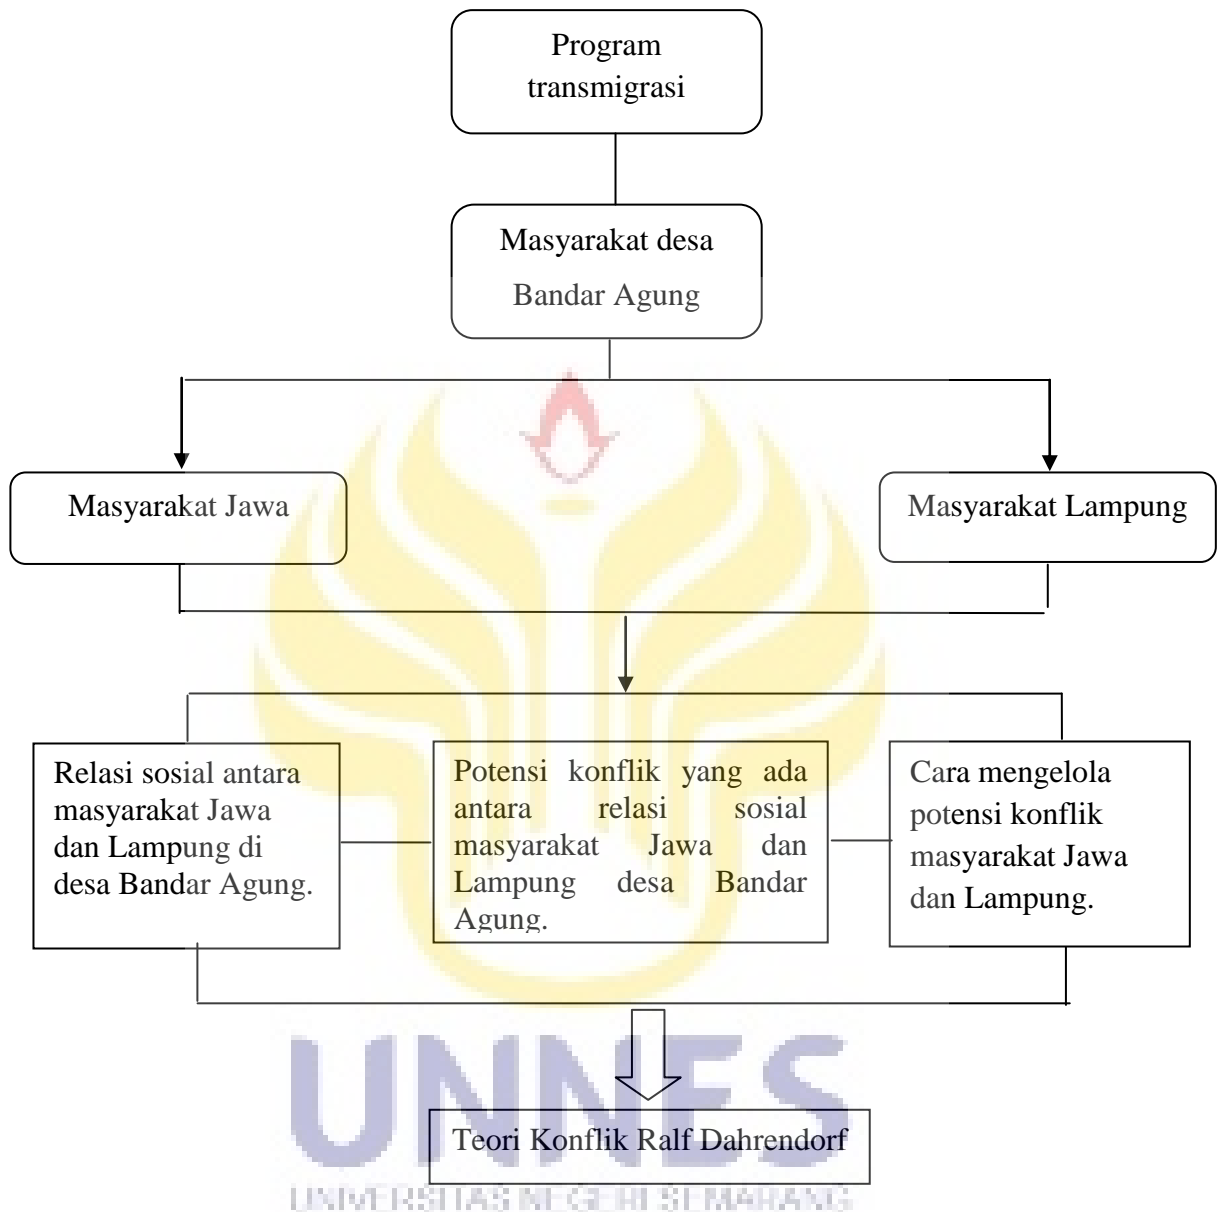 Program
transmigrasi
Masyarakat desa
Bandar Agung
Masyarakat Jawa
Masyarakat Lampung
Relasi sosial antara
masyarakat Jawa
dan Lampung di
desa Bandar Agung.
Potensi konflik yang ada
antara relasi sosial
masyarakat Jawa dan
Lampung desa Bandar
Agung.
Cara mengelola
potensi konflik
masyarakat Jawa
dan Lampung.
UNNES
Teori Konflik Ralf Dahrendorf
UNIVERSITAS NEGERI SEMARANG